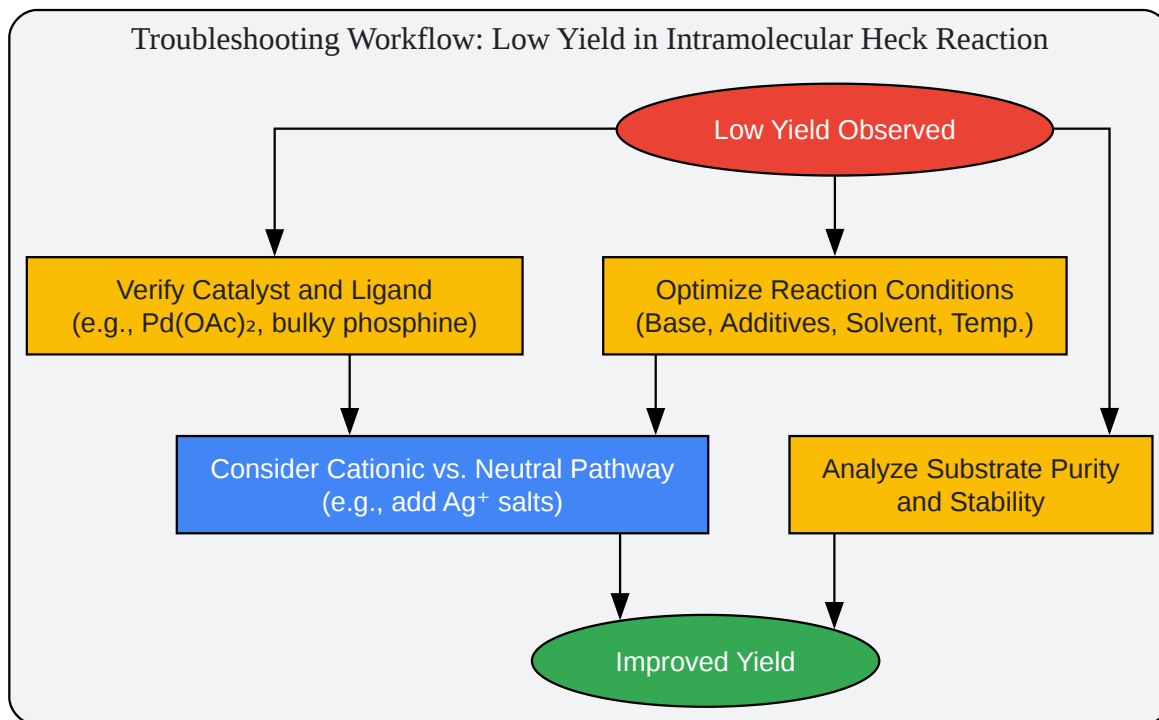 Troubleshooting Workflow: Low Yield in Intramolecular Heck Reaction
Low Yield Observed
Verify Catalyst and Ligand
(e.g., Pd(OAc)₂, bulky phosphine)
Optimize Reaction Conditions
(Base, Additives, Solvent, Temp.)
Consider Cationic vs. Neutral Pathway
(e.g., add Ag⁺ salts)
Analyze Substrate Purity
and Stability
Improved Yield